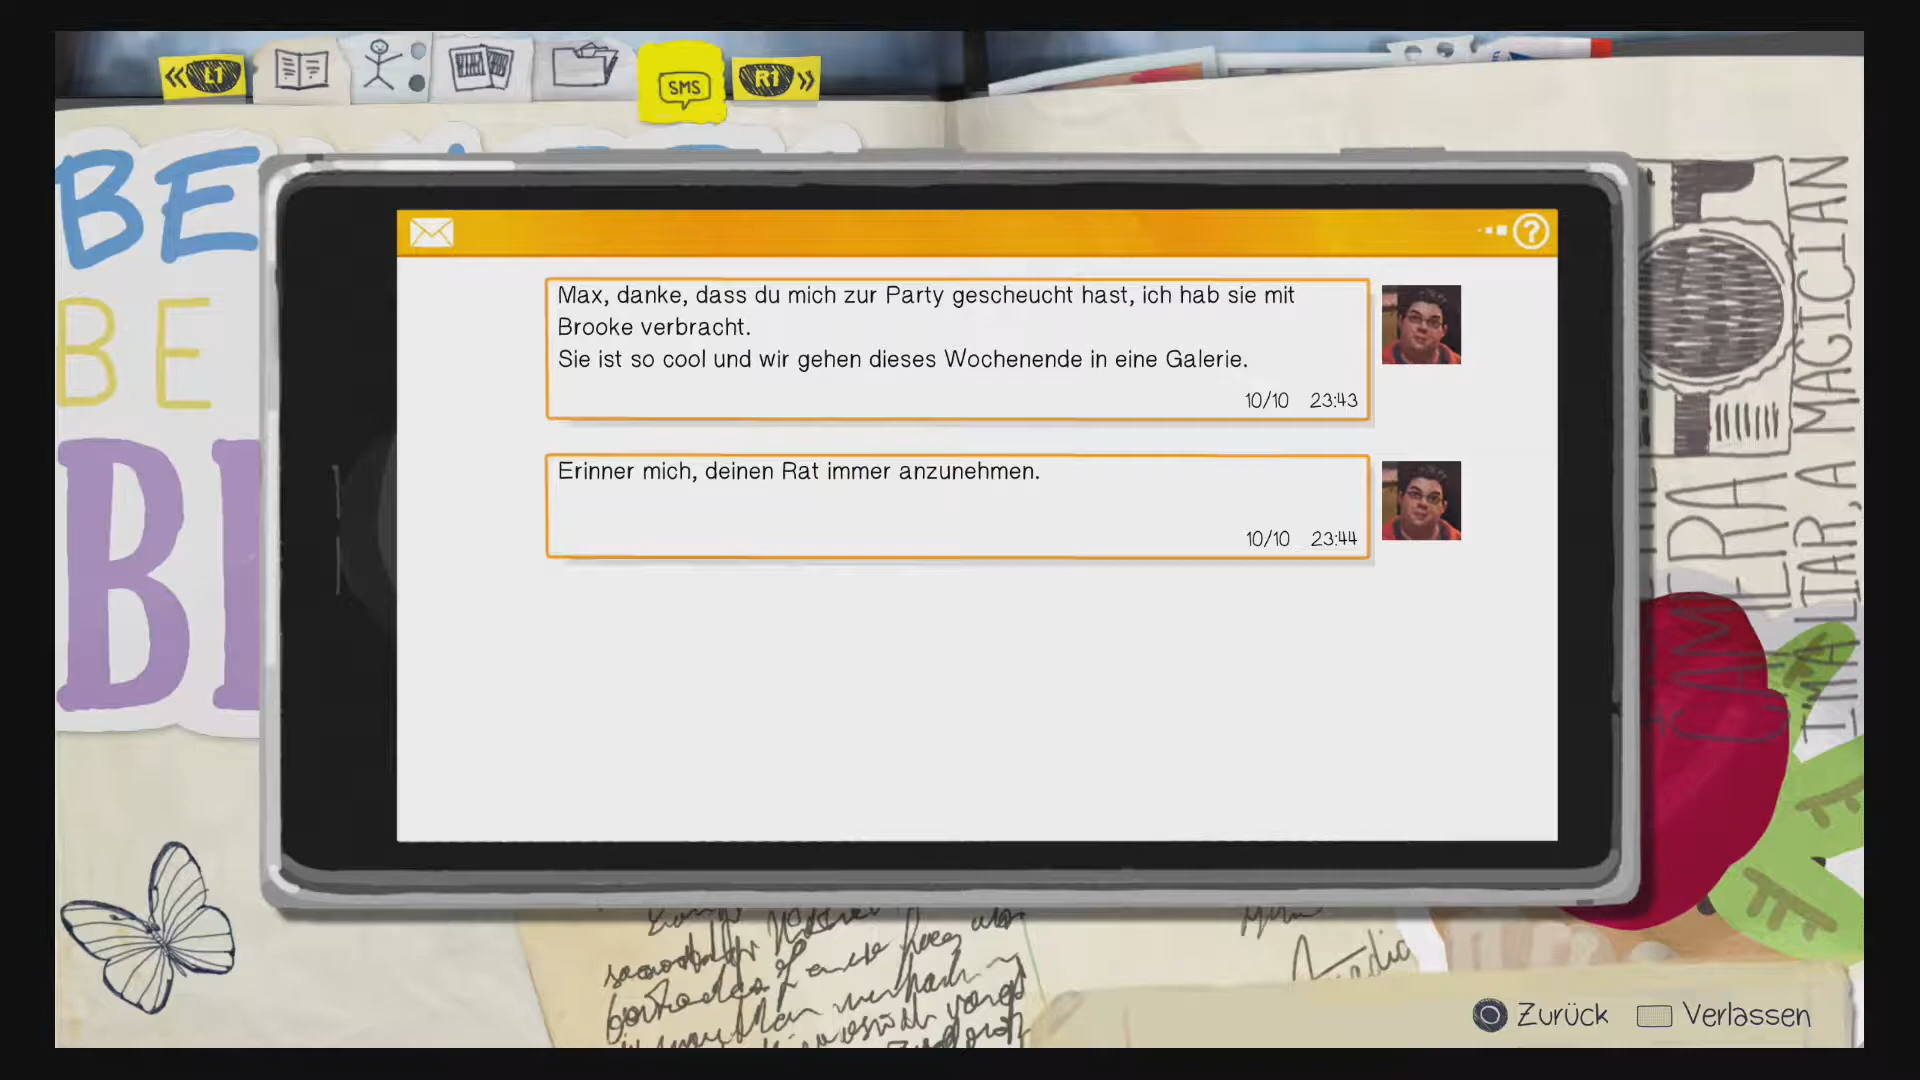 L1
SMS
R1
BE
BE
Max, danke, dass du mich zur Party gescheucht hast, ich hab sie mit
Brooke verbracht.
Sie ist so cool und wir gehen dieses Wochenende in eine Galerie.
10/10 23:43
Erinner mich, deinen Rat immer anzunehmen.
10/10 23:44
I'M A LIAR, A MAGICIAN
Zurück
Verlassen